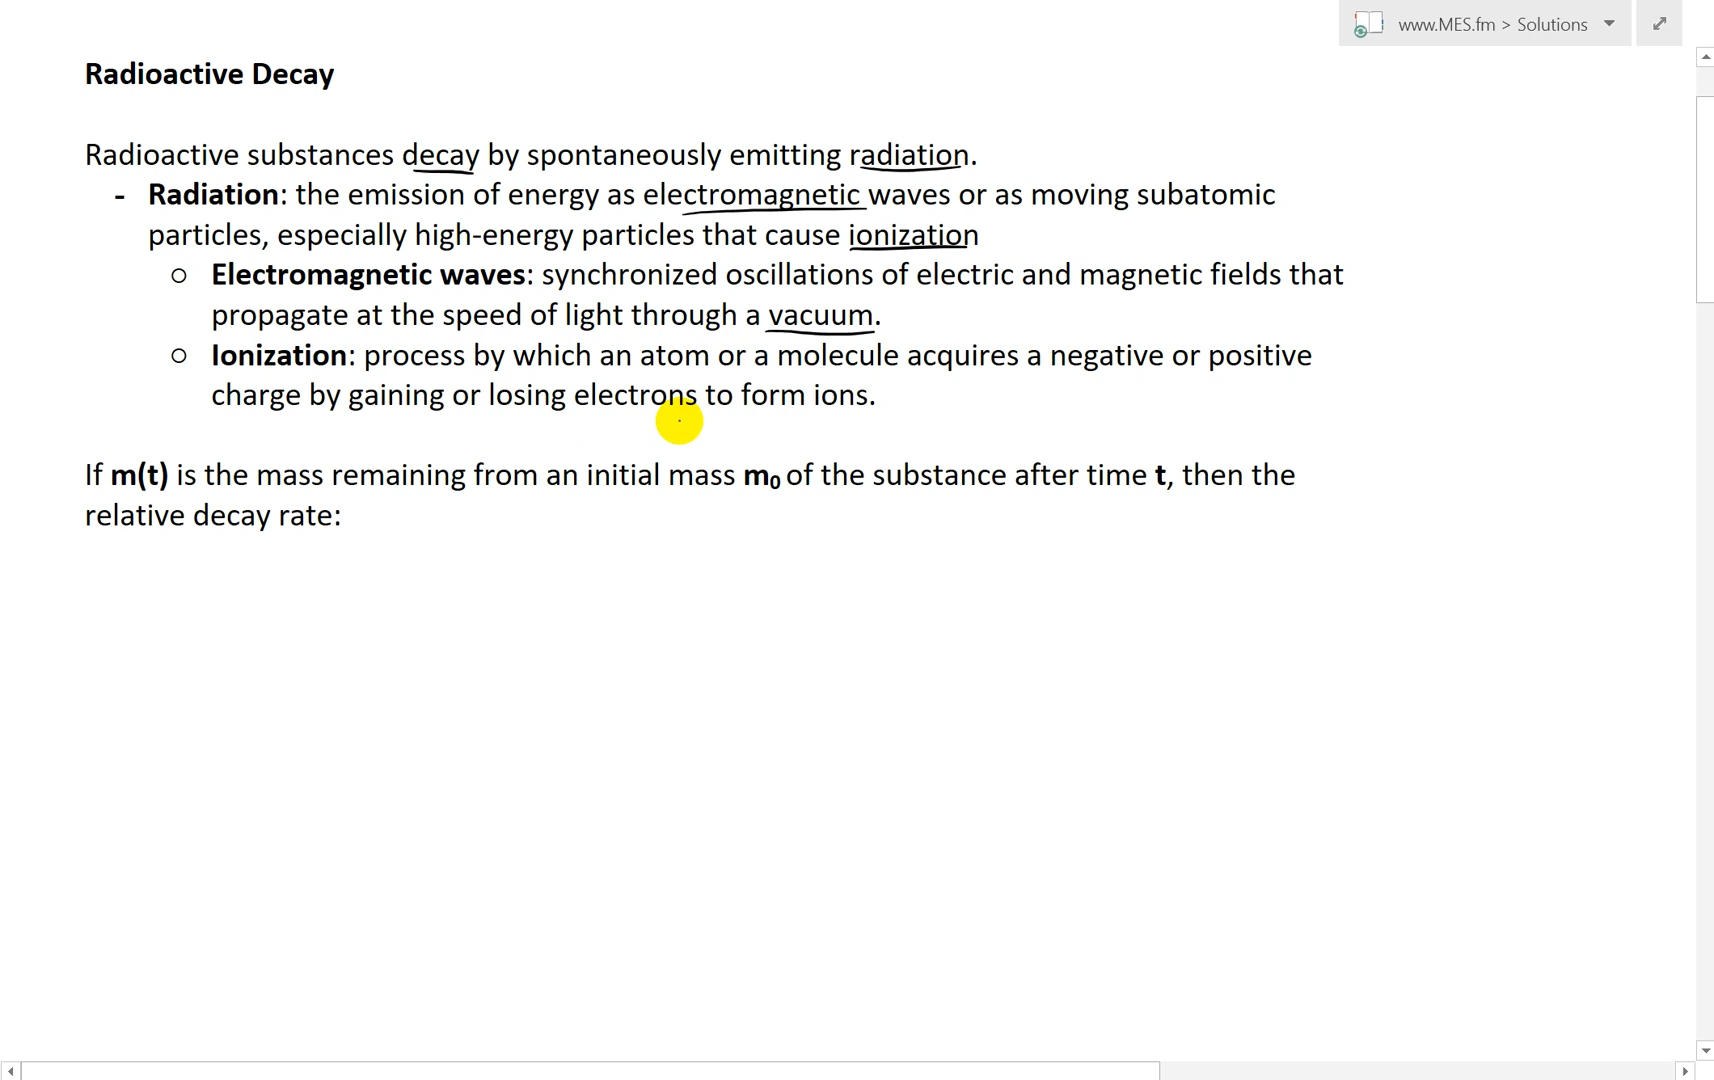 www.MES.fm > Solutions
Radioactive Decay
Radioactive substances decay by spontaneously emitting radiation.
- Radiation: the emission of energy as electromagnetic waves or as moving subatomic
particles, especially high-energy particles that cause ionization
○ Electromagnetic waves: synchronized oscillations of electric and magnetic fields that
propagate at the speed of light through a vacuum.
○ Ionization: process by which an atom or a molecule acquires a negative or positive
charge by gaining or losing electrons to form ions.
If m(t) is the mass remaining from an initial mass m₀ of the substance after time t, then the
relative decay rate: